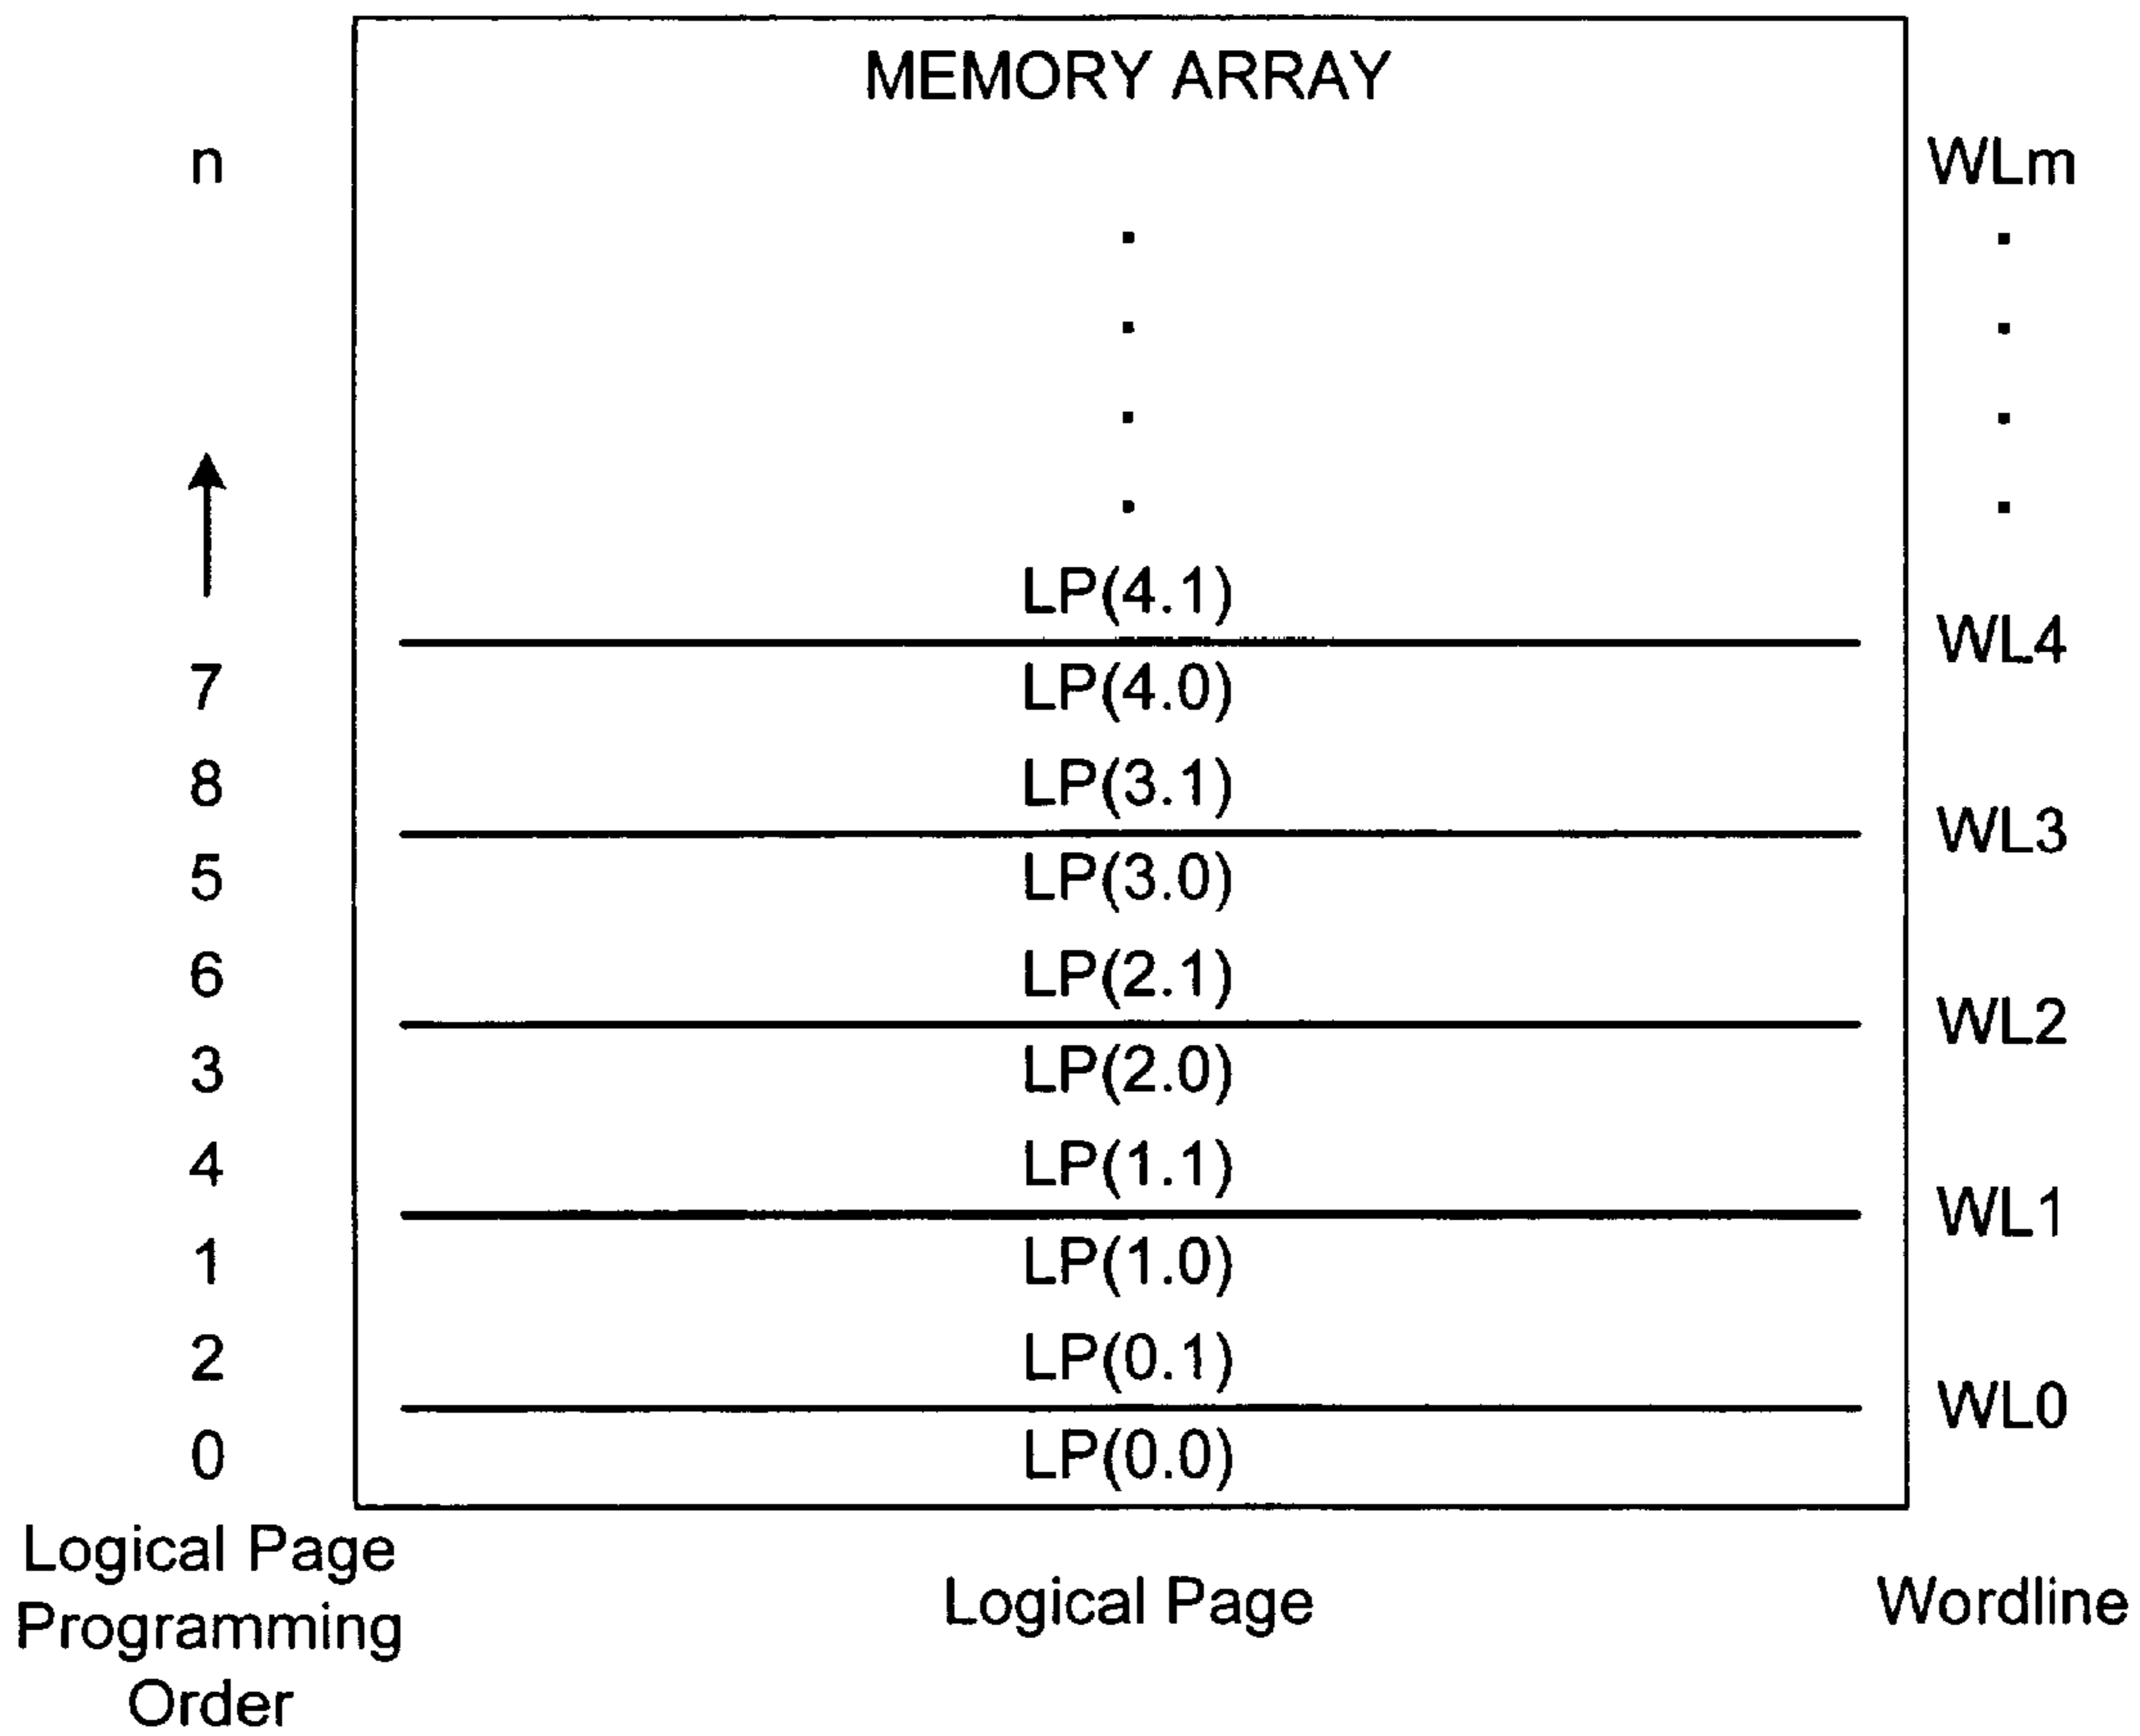 MEMORY ARRAY
n WLm
LP(4.1)
WL4
7 LP(4.0)
8 LP(3.1)
WL3
5 LP(3.0)
6 LP(2.1)
WL2
3 LP(2.0)
4 LP(1.1)
WL1
1 LP(1.0)
2 LP(0.1)
WL0
0 LP(0.0)
Logical Page
Programming
Order
Logical Page
Wordline